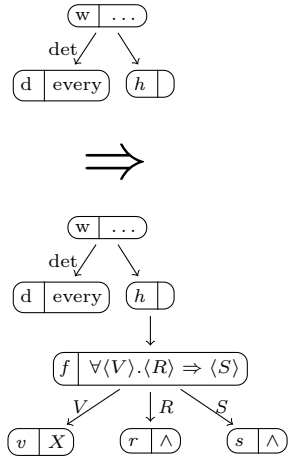 w ...
det
d every h
⇒
w ...
det
d every h
f ∀⟨V⟩.⟨R⟩ ⇒ ⟨S⟩
V R S
v X r ∧ s ∧